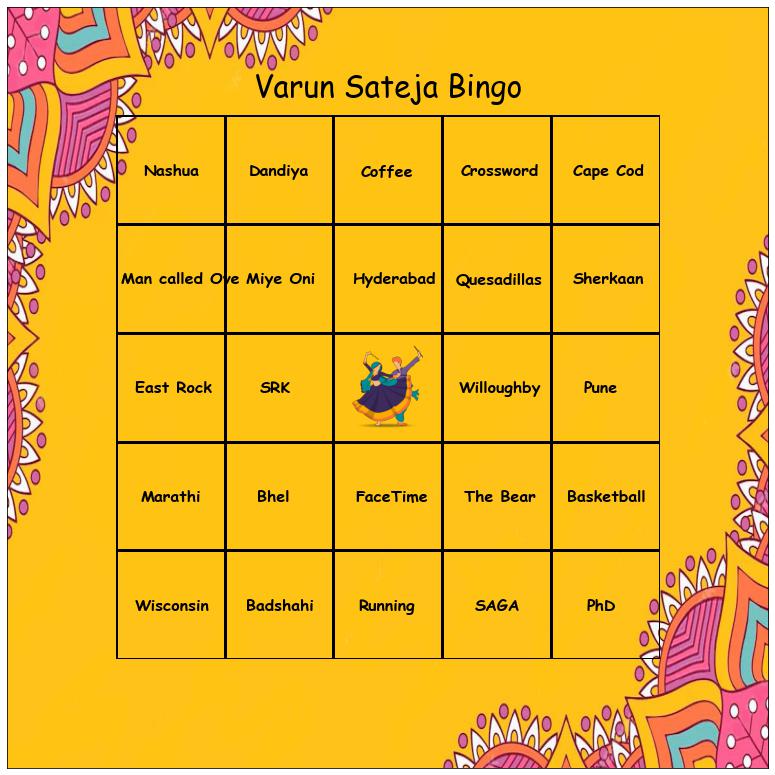 Varun Sateja Bingo
Nashua Dandiya Coffee Crossword Cape Cod
Man called Ove Miye Oni Hyderabad Quesadillas Sherkaan
East Rock SRK Willoughby Pune
Marathi Bhel FaceTime The Bear Basketball
Wisconsin Badshahi Running SAGA PhD